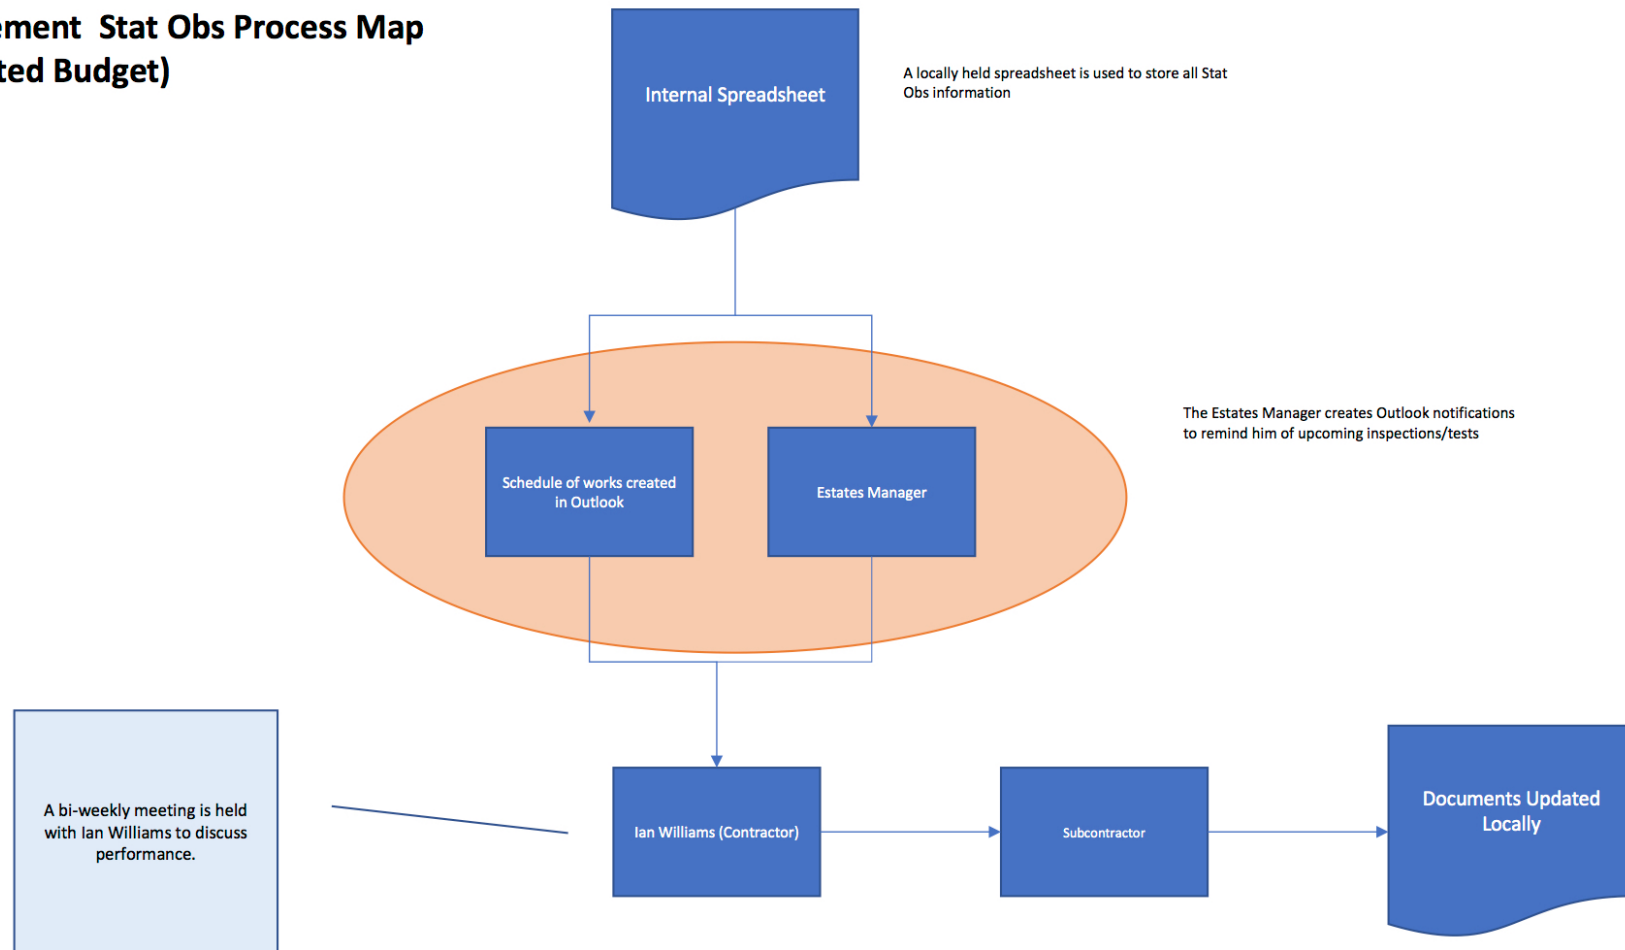 ement Stat Obs Process Map
ted Budget)
Internal Spreadsheet
A locally held spreadsheet is used to store all Stat
Obs information
The Estates Manager creates Outlook notifications
to remind him of upcoming inspections/tests
Schedule of works created
in Outlook
Estates Manager
A bi-weekly meeting is held
with Ian Williams to discuss
performance.
Ian Williams (Contractor)
Subcontractor
Documents Updated
Locally